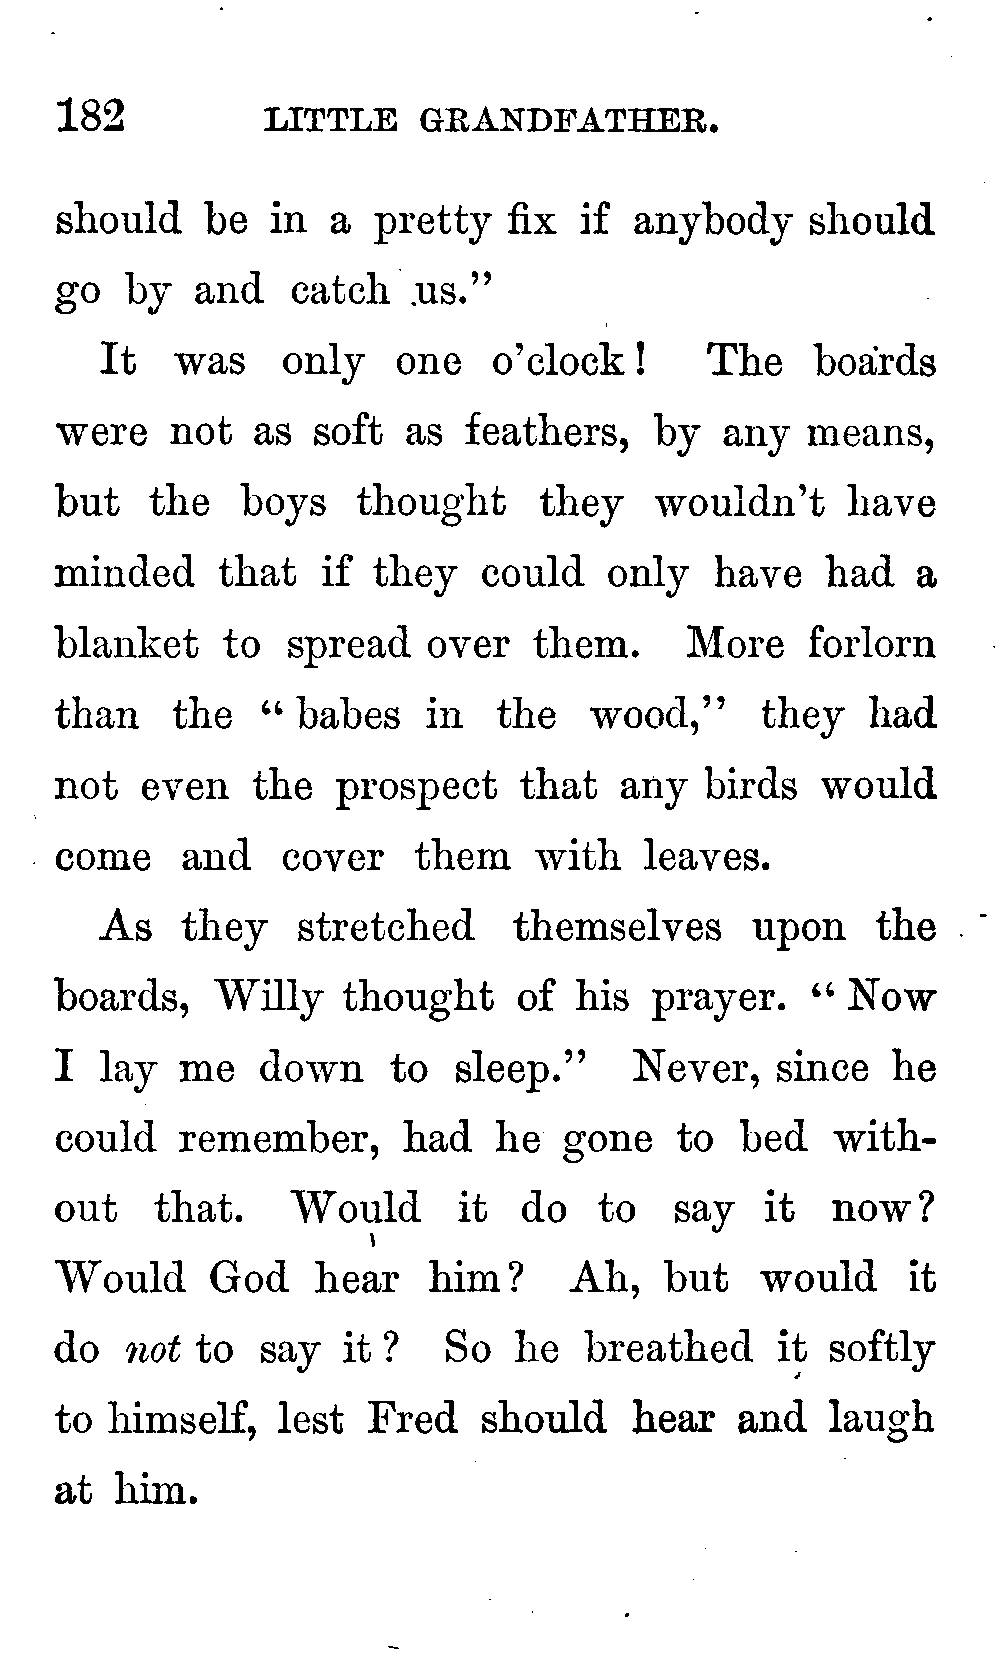 182 LITTLE GRANDFATHER.
should be in a pretty fix if anybody should
go by and catch us.”
It was only one o’clock! The boards
were not as soft as feathers, by any means,
but the boys thought they wouldn’t have
minded that if they could only have had a
blanket to spread over them. More forlorn
than the “babes in the wood,” they had
not even the prospect that any birds would
come and cover them with leaves.
As they stretched themselves upon the
boards, Willy thought of his prayer. “Now
I lay me down to sleep.” Never, since he
could remember, had he gone to bed with-
out that. Would it do to say it now?
Would God hear him? Ah, but would it
do not to say it? So he breathed it softly
to himself, lest Fred should hear and laugh
at him.